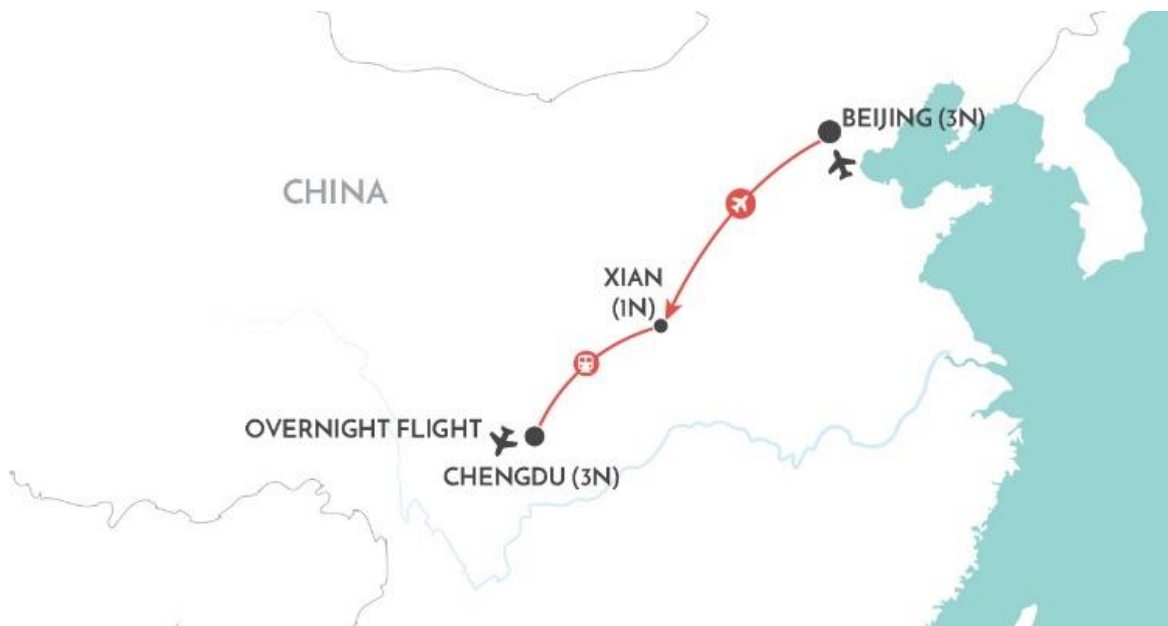 BEIJING (3N)
CHINA
XIAN
(1N)
OVERNIGHT FLIGHT
CHENGDU (3N)